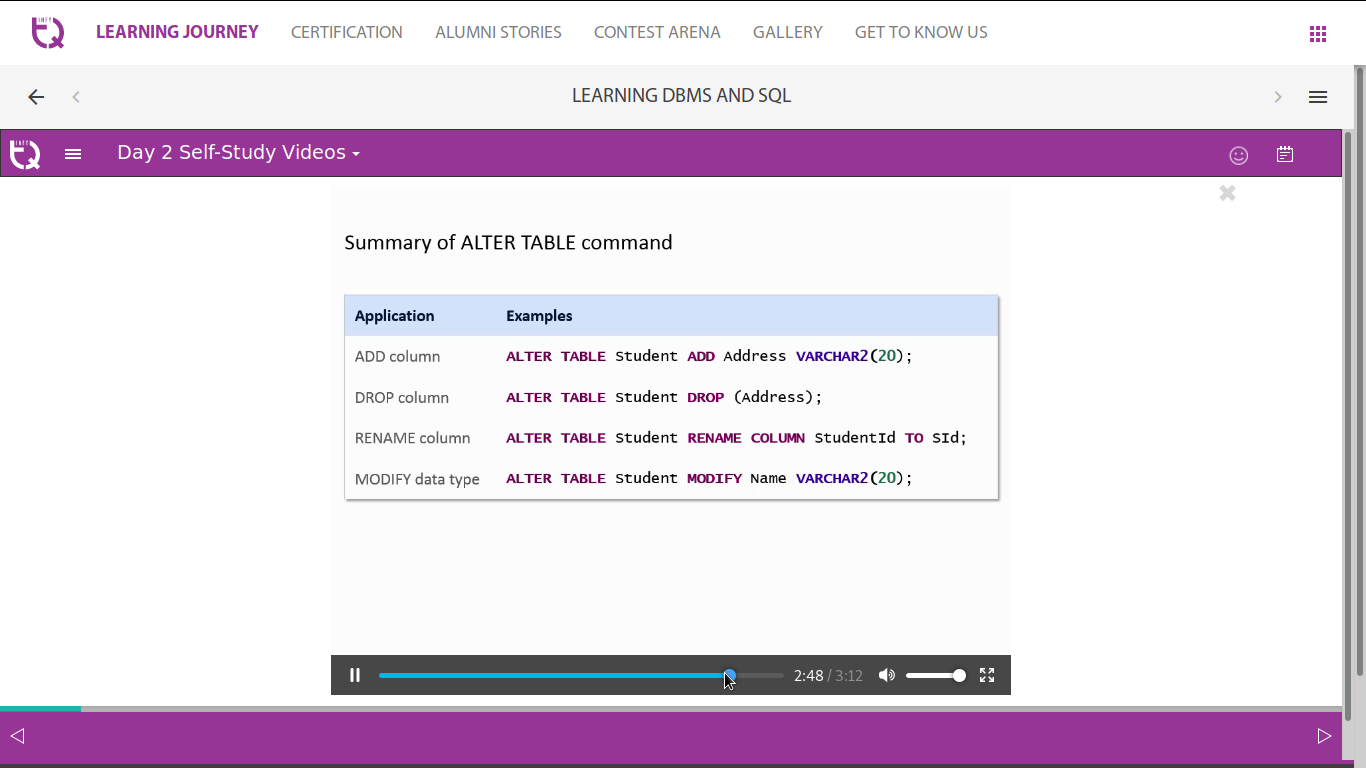 INFY TQ LEARNING JOURNEY CERTIFICATION ALUMNI STORIES CONTEST ARENA GALLERY GET TO KNOW US
LEARNING DBMS AND SQL
INFY TQ Day 2 Self-Study Videos
Summary of ALTER TABLE command
Application Examples
ADD column ALTER TABLE Student ADD Address VARCHAR2(20);
DROP column ALTER TABLE Student DROP (Address);
RENAME column ALTER TABLE Student RENAME COLUMN StudentId TO SId;
MODIFY data type ALTER TABLE Student MODIFY Name VARCHAR2(20);
2:48 / 3:12